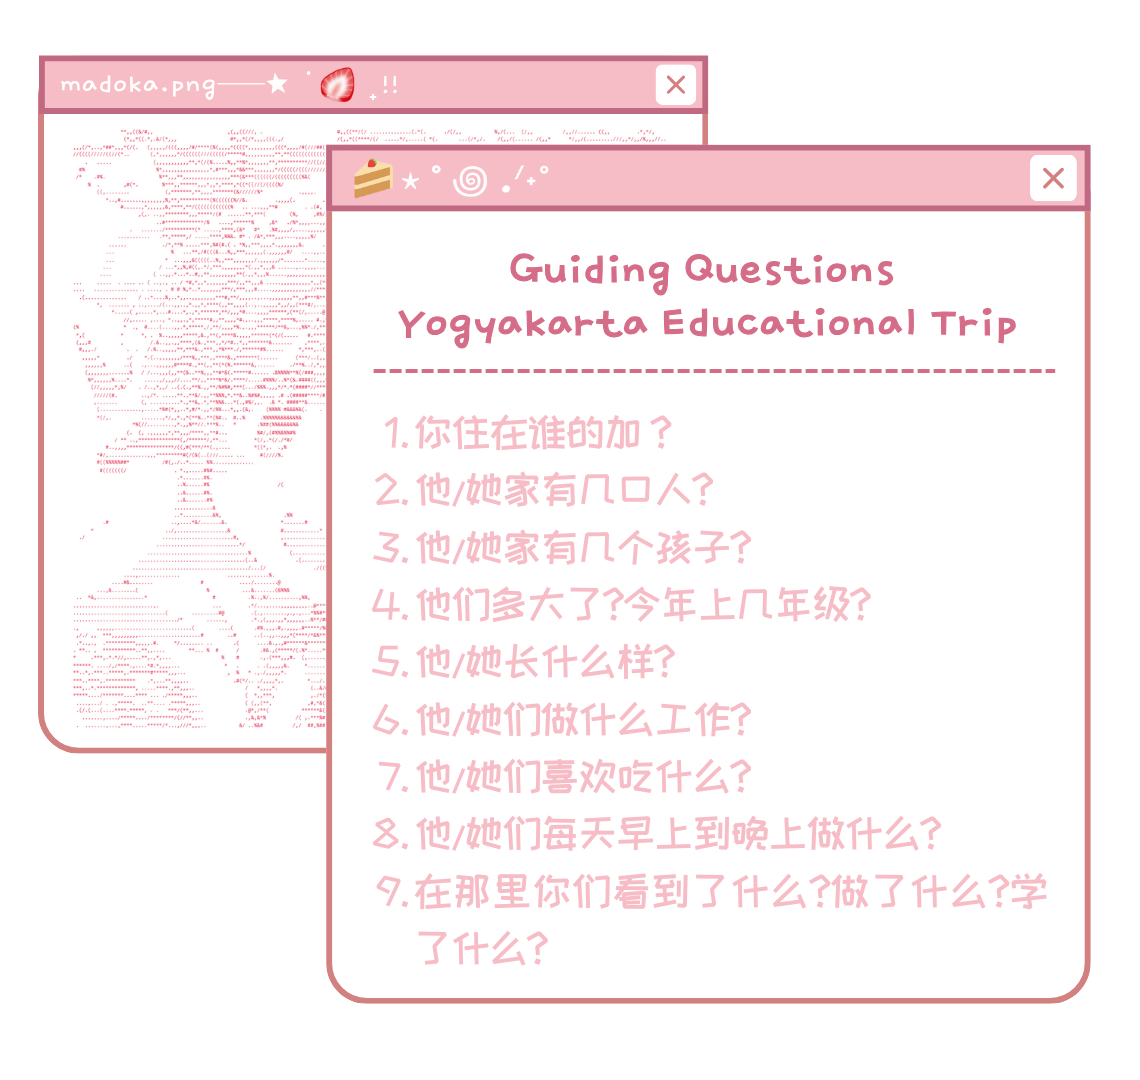 madoka.png
!!
Guiding Questions
Yogyakarta Educational Trip
1. 你住在谁的加？
2. 他/她家有几口人?
3. 他/她家有几个孩子?
4. 他们多大了?今年上几年级?
5. 他/她长什么样?
6. 他/她们做什么工作?
7. 他/她们喜欢吃什么?
8. 他/她们每天早上到晚上做什么?
9. 在那里你们看到了什么?做了什么?学
了什么?